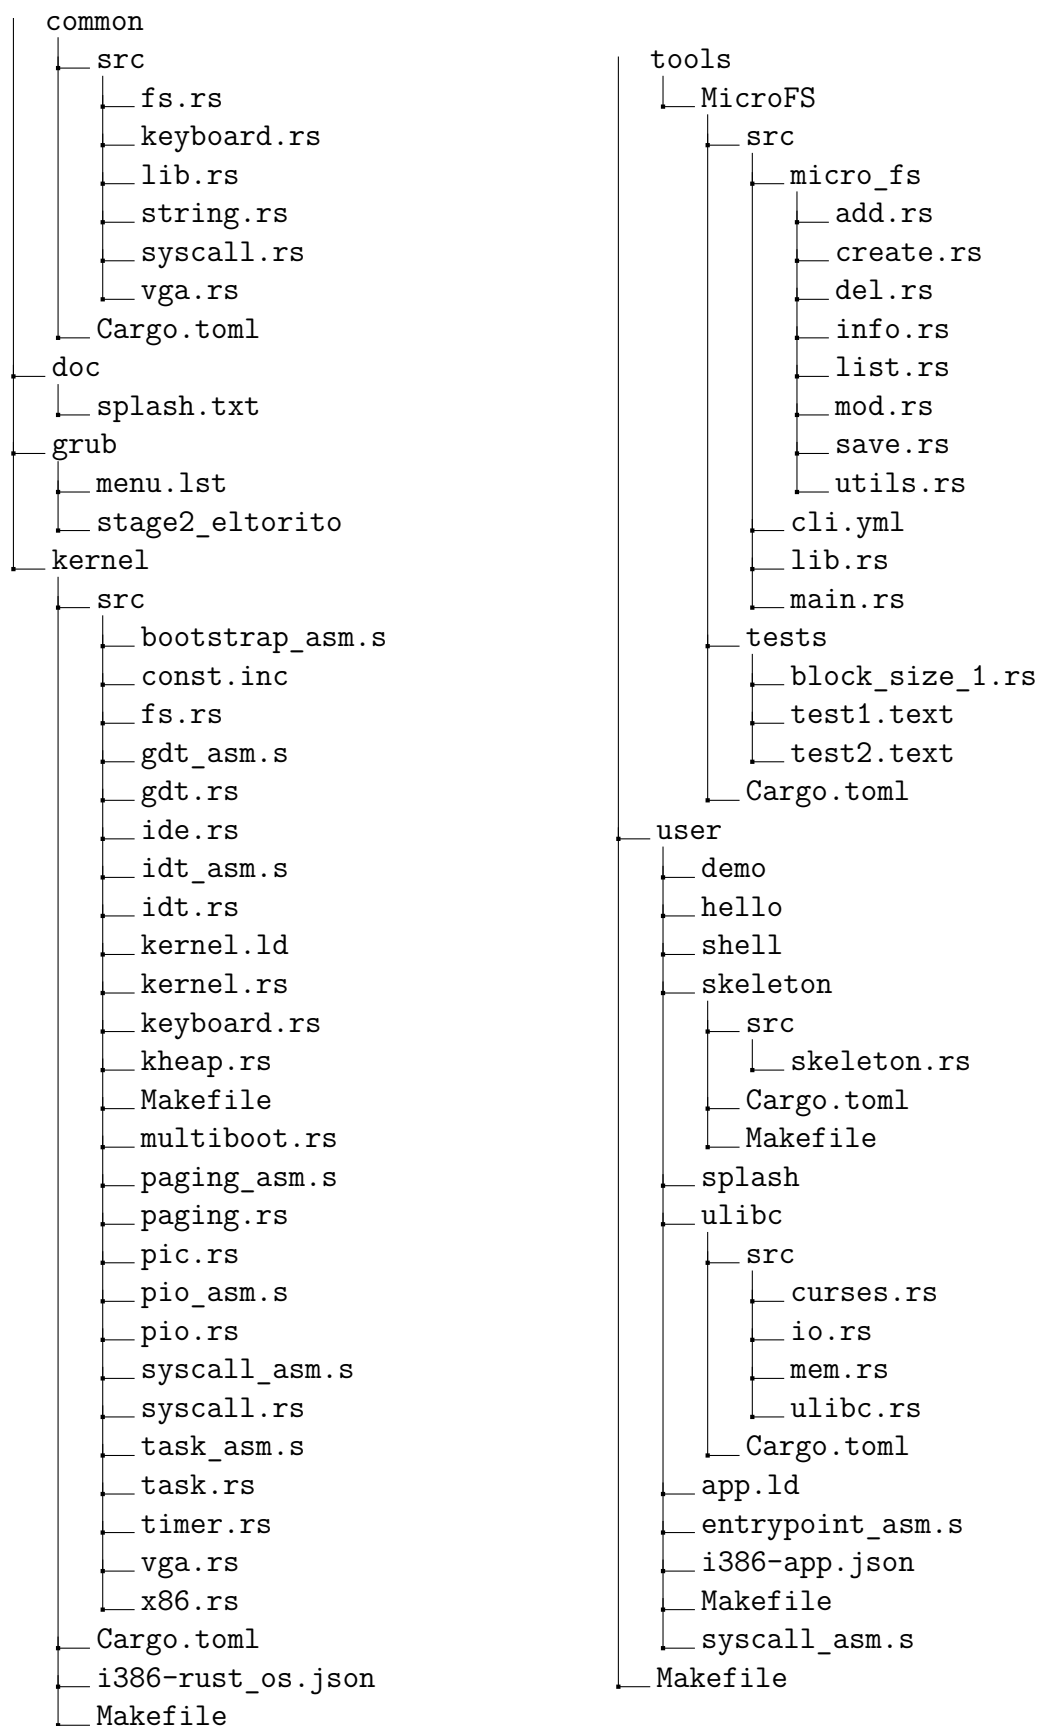 common
src
fs.rs
keyboard.rs
lib.rs
string.rs
syscall.rs
vga.rs
Cargo.toml
doc
splash.txt
grub
menu.lst
stage2_eltorito
kernel
src
bootstrap_asm.s
const.inc
fs.rs
gdt_asm.s
gdt.rs
ide.rs
idt_asm.s
idt.rs
kernel.ld
kernel.rs
keyboard.rs
kheap.rs
Makefile
multiboot.rs
paging_asm.s
paging.rs
pic.rs
pio_asm.s
pio.rs
syscall_asm.s
syscall.rs
task_asm.s
task.rs
timer.rs
vga.rs
x86.rs
Cargo.toml
i386-rust_os.json
Makefile
tools
MicroFS
src
micro_fs
add.rs
create.rs
del.rs
info.rs
list.rs
mod.rs
save.rs
utils.rs
cli.yml
lib.rs
main.rs
tests
block_size_1.rs
test1.text
test2.text
Cargo.toml
user
demo
hello
shell
skeleton
src
skeleton.rs
Cargo.toml
Makefile
splash
ulibc
src
curses.rs
io.rs
mem.rs
ulibc.rs
Cargo.toml
app.ld
entrypoint_asm.s
i386-app.json
Makefile
syscall_asm.s
Makefile